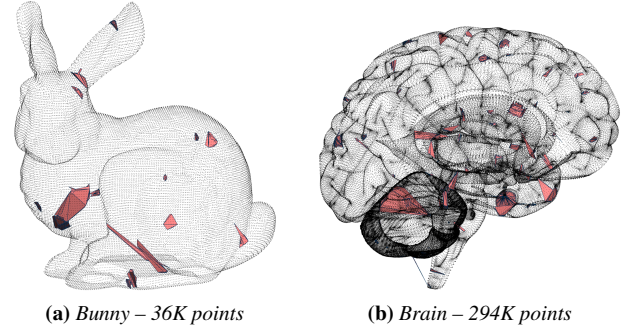 (a) Bunny – 36K points
(b) Brain – 294K points